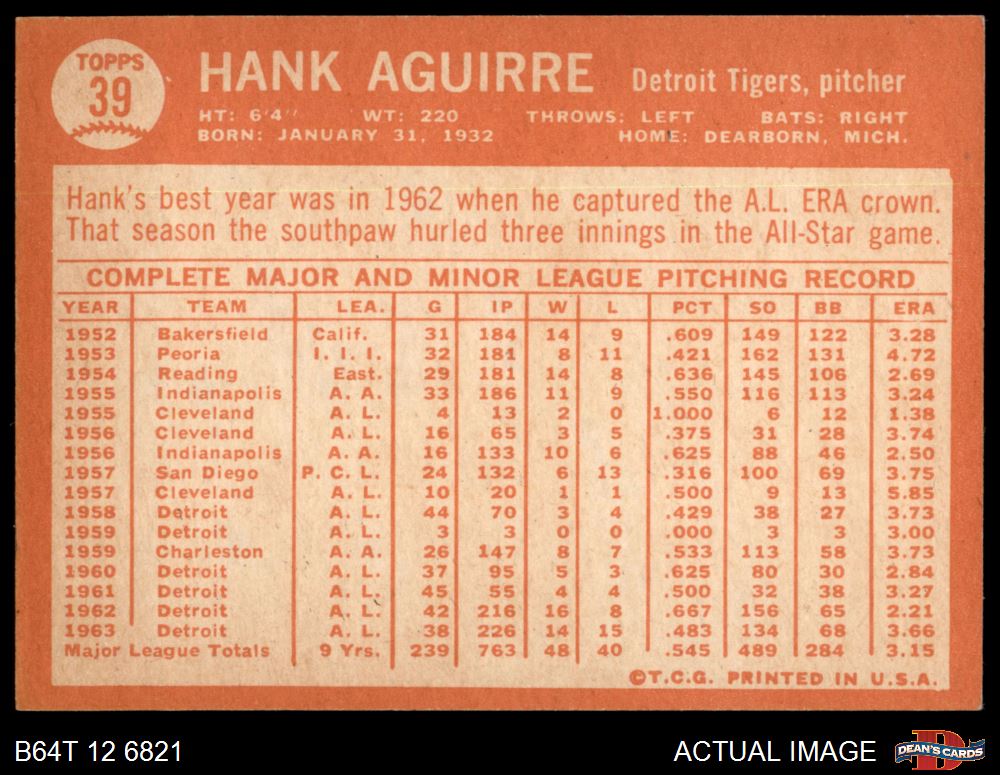 TOPPS
39
HANK AGUIRRE Detroit Tigers, pitcher
HT: 6'4" WT: 220 THROWS: LEFT BATS: RIGHT
BORN: JANUARY 31, 1932 HOME: DEARBORN, MICH.
Hank's best year was in 1962 when he captured the A.L. ERA crown.
That season the southpaw hurled three innings in the All-Star game.
COMPLETE MAJOR AND MINOR LEAGUE PITCHING RECORD
YEAR TEAM LEA. G IP W L PCT SO BB ERA
1952 Bakersfield Calif. 31 184 14 9 .609 149 122 3.28
1953 Peoria I. I. I. 32 181 8 11 .421 162 131 4.72
1954 Reading East. 29 181 14 8 .636 145 106 2.69
1955 Indianapolis A. A. 33 186 11 9 .550 116 113 3.24
1955 Cleveland A. L. 4 13 2 0 1.000 6 12 1.38
1956 Cleveland A. L. 16 65 3 5 .375 31 28 3.74
1956 Indianapolis A. A. 16 133 10 6 .625 88 46 2.50
1957 San Diego P. C. L. 24 132 6 13 .316 100 69 3.75
1957 Cleveland A. L. 10 20 1 1 .500 9 13 5.85
1958 Detroit A. L. 44 70 3 4 .429 38 27 3.73
1959 Detroit A. L. 3 3 0 0 .000 3 3 3.00
1959 Charleston A. A. 26 147 8 7 .533 113 58 3.73
1960 Detroit A. L. 37 95 5 3 .625 80 30 2.84
1961 Detroit A. L. 45 55 4 4 .500 32 38 3.27
1962 Detroit A. L. 42 216 16 8 .667 156 65 2.21
1963 Detroit A. L. 38 226 14 15 .483 134 68 3.66
Major League Totals 9 Yrs. 239 763 48 40 .545 489 284 3.15
©T.C.G. PRINTED IN U.S.A.
B64T 12 6821 ACTUAL IMAGE D DEAN'S CARDS